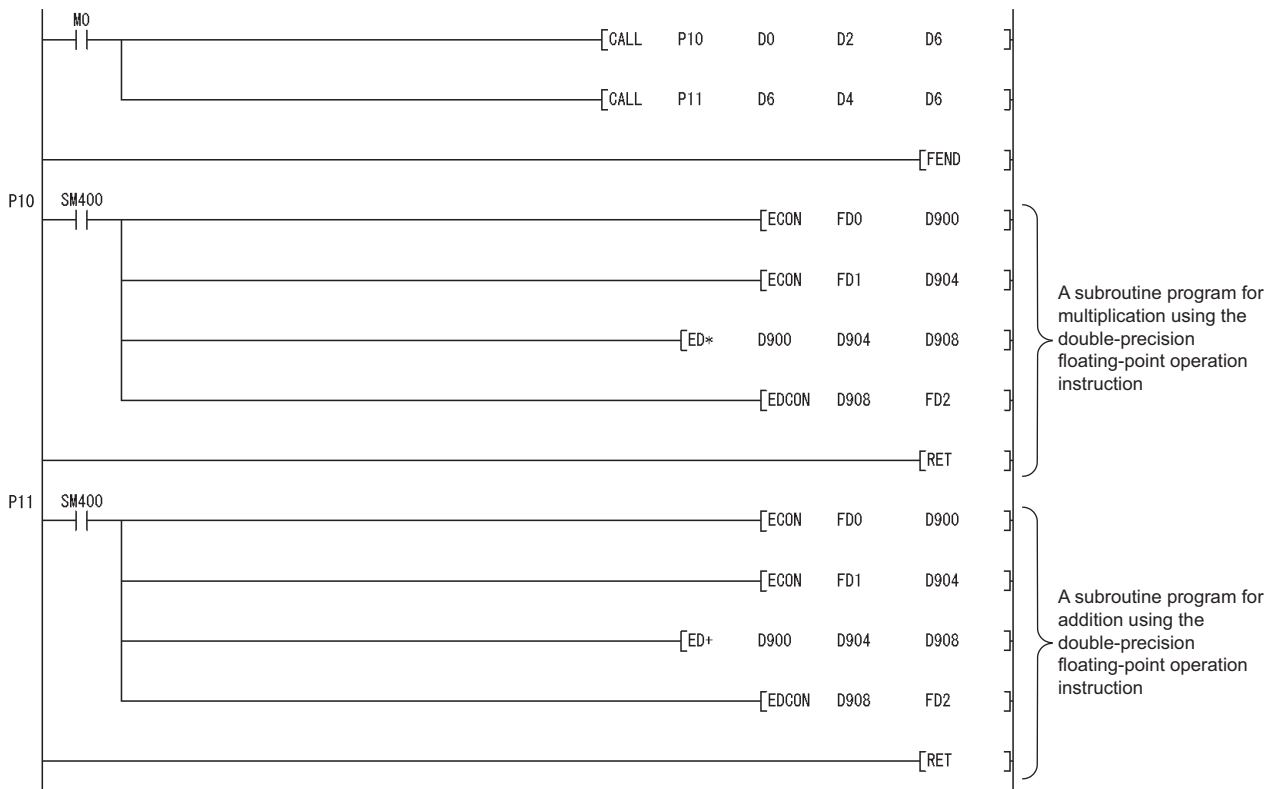 M0
[CALL P10 D0 D2 D6 ]
[CALL P11 D6 D4 D6 ]
[FEND ]
P10 SM400
[ECON FD0 D900 ]
[ECON FD1 D904 ]
[ED* D900 D904 D908 ]
[EDCON D908 FD2 ]
[RET ]
A subroutine program for
multiplication using the
double-precision
floating-point operation
instruction
P11 SM400
[ECON FD0 D900 ]
[ECON FD1 D904 ]
[ED+ D900 D904 D908 ]
[EDCON D908 FD2 ]
[RET ]
A subroutine program for
addition using the
double-precision
floating-point operation
instruction